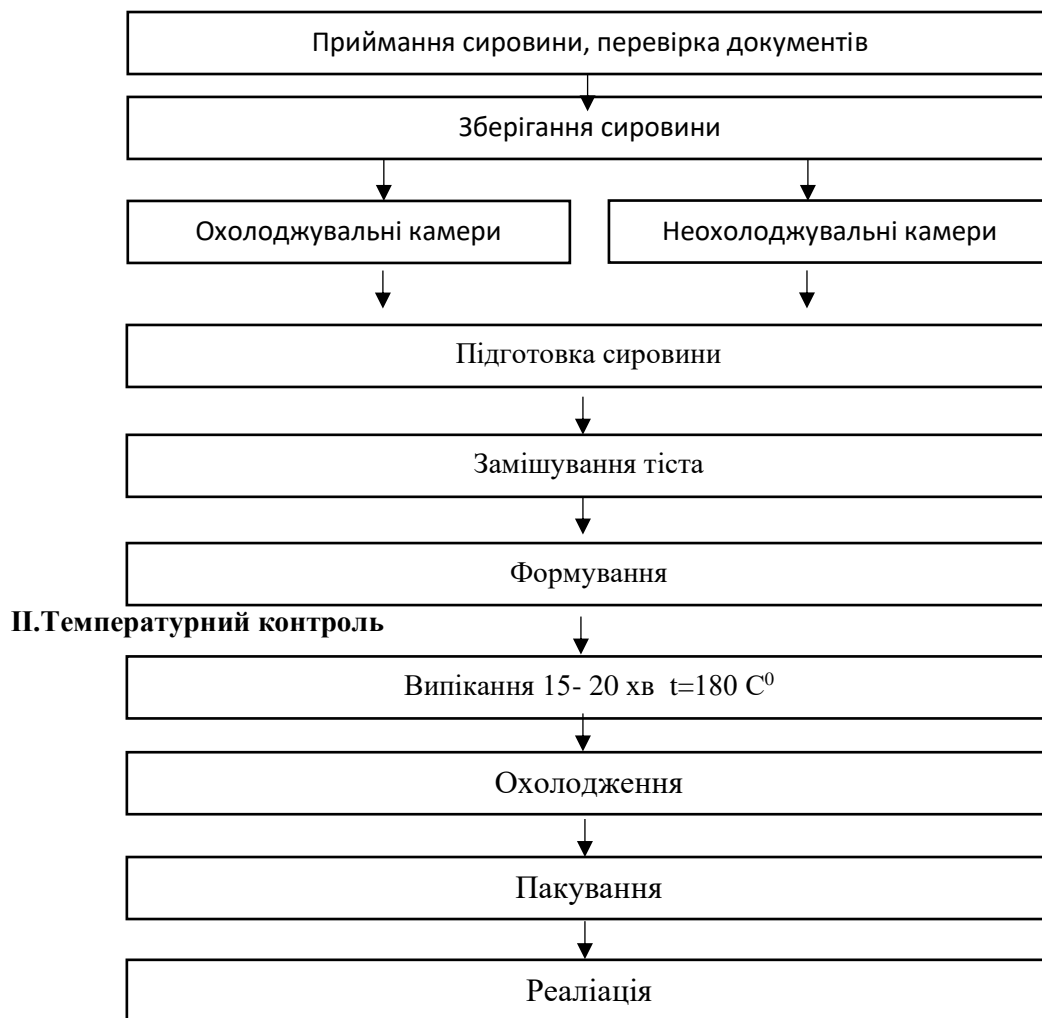 Приймання сировини, перевірка документів
Зберігання сировини
Охолоджувальні камери
Неохолоджувальні камери
Підготовка сировини
Замішування тіста
Формування
II.Температурний контроль
Випікання 15- 20 хв t=180 С⁰
Охолодження
Пакування
Реаліація